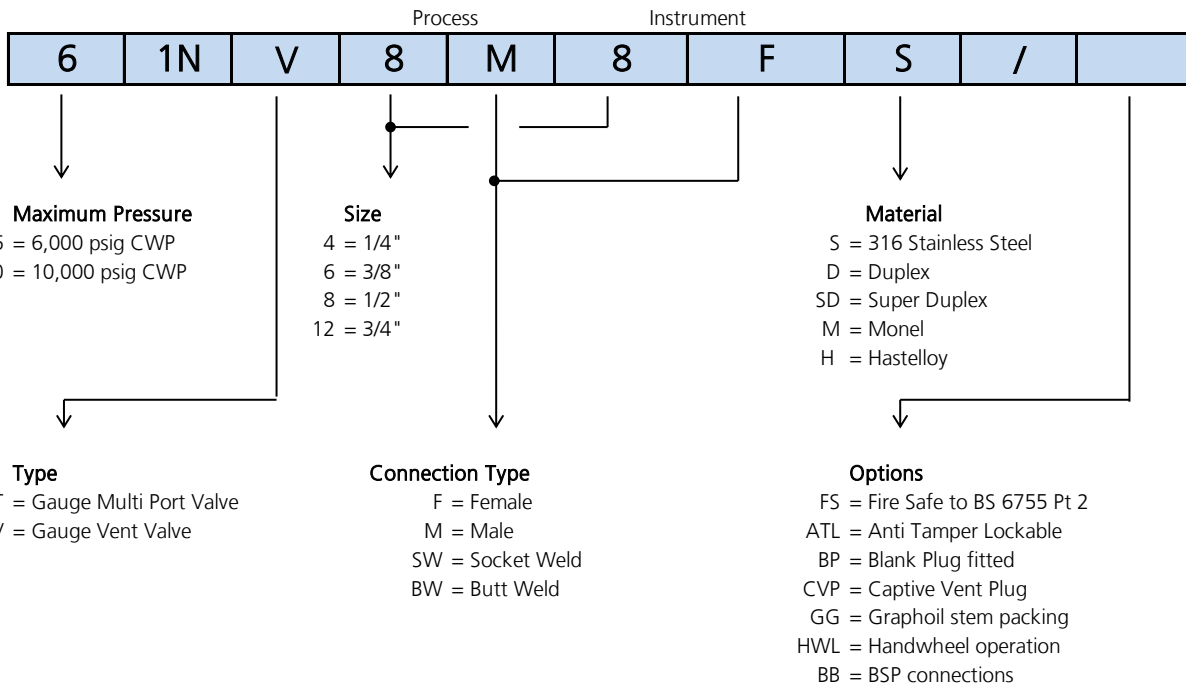 Process Instrument
6 1N V 8 M 8 F S /
Maximum Pressure
= 6,000 psig CWP
= 10,000 psig CWP
Size
4 = 1/4"
6 = 3/8"
8 = 1/2"
12 = 3/4"
Material
S = 316 Stainless Steel
D = Duplex
SD = Super Duplex
M = Monel
H = Hastelloy
Type
= Gauge Multi Port Valve
= Gauge Vent Valve
Connection Type
F = Female
M = Male
SW = Socket Weld
BW = Butt Weld
Options
FS = Fire Safe to BS 6755 Pt 2
ATL = Anti Tamper Lockable
BP = Blank Plug fitted
CVP = Captive Vent Plug
GG = Graphoil stem packing
HWL = Handwheel operation
BB = BSP connections